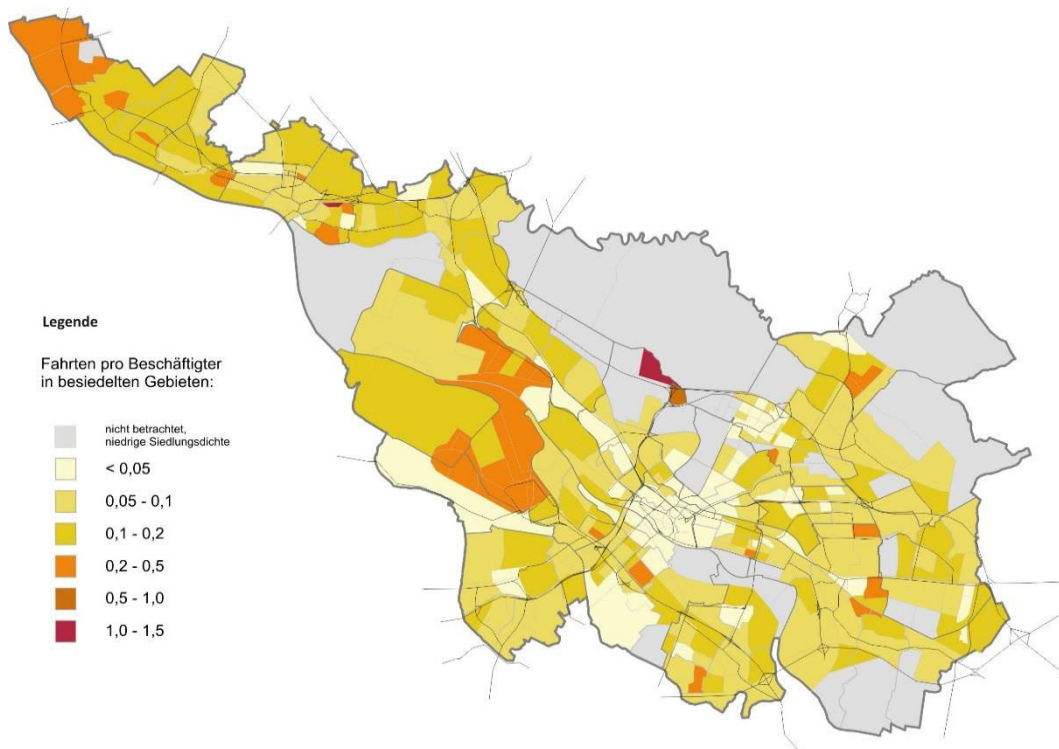 Legende
Fahrten pro Beschäftigter
in besiedelten Gebieten:
nicht betrachtet,
niedrige Siedlungsdichte
< 0,05
0,05 - 0,1
0,1 - 0,2
0,2 - 0,5
0,5 - 1,0
1,0 - 1,5